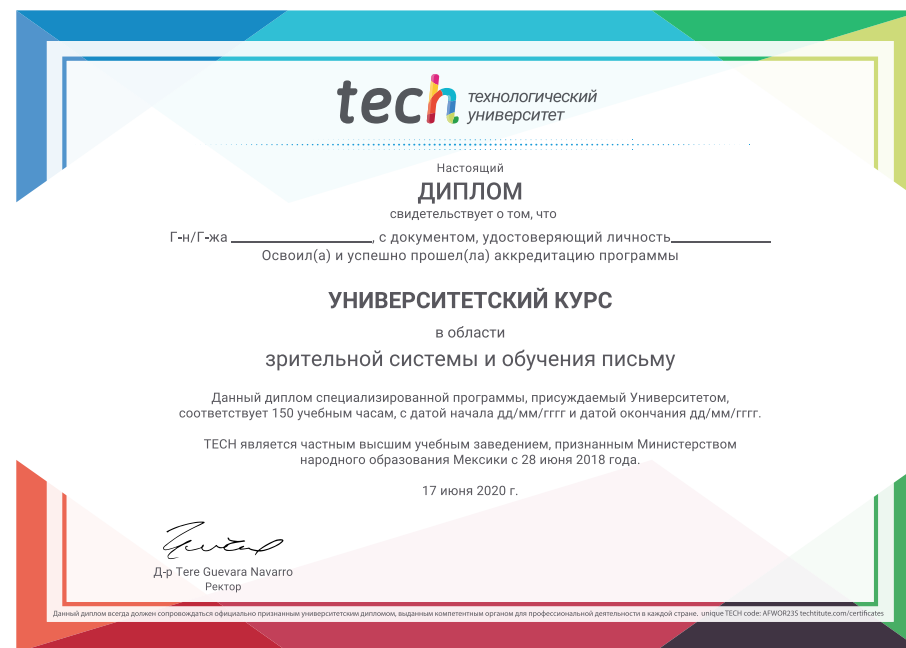 tech технологический
университет
Настоящий
ДИПЛОМ
свидетельствует о том, что
Г-н/Г-жа ____________________, с документом, удостоверяющий личность______________
Освоил(а) и успешно прошел(ла) аккредитацию программы
УНИВЕРСИТЕТСКИЙ КУРС
в области
зрительной системы и обучения письму
Данный диплом специализированной программы, присуждаемый Университетом,
соответствует 150 учебным часам, с датой начала дд/мм/гггг и датой окончания дд/мм/гггг.
TECH является частным высшим учебным заведением, признанным Министерством
народного образования Мексики с 28 июня 2018 года.
17 июня 2020 г.
Д-р Tere Guevara Navarro
Ректор
Данный диплом всегда должен сопровождаться официально признанным университетским дипломом, выданным компетентным органом для профессиональной деятельности в каждой стране. unique TECH code: AFWOR23S techtitute.com/certificates